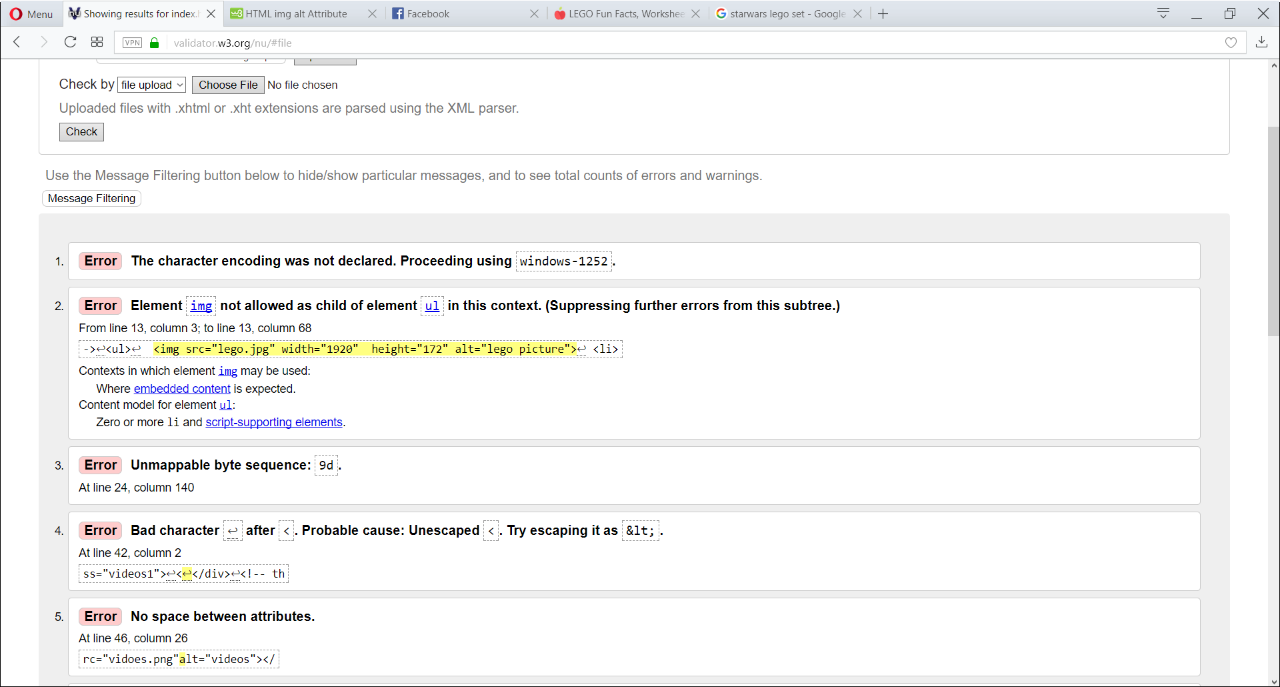 Menu
Showing results for index.h
HTML img alt Attribute
Facebook
LEGO Fun Facts, Workshee
starwars lego set - Google
VPN
validator.w3.org/nu/#file
Check by file upload Choose File No file chosen
Uploaded files with .xhtml or .xht extensions are parsed using the XML parser.
Check
Use the Message Filtering button below to hide/show particular messages, and to see total counts of errors and warnings.
Message Filtering
1. Error The character encoding was not declared. Proceeding using windows-1252.
2. Error Element img not allowed as child of element ul in this context. (Suppressing further errors from this subtree.)
From line 13, column 3; to line 13, column 68
->↩<ul>↩  <img src="lego.jpg" width="1920"  height="172" alt="lego picture">↩ <li>
Contexts in which element img may be used:
Where embedded content is expected.
Content model for element ul:
Zero or more li and script-supporting elements.
3. Error Unmappable byte sequence: 9d.
At line 24, column 140
4. Error Bad character ↩ after <. Probable cause: Unescaped <. Try escaping it as &lt;.
At line 42, column 2
ss="videos1">↩<↩</div>↩<!-- th
5. Error No space between attributes.
At line 46, column 26
rc="vidoes.png"alt="videos"></